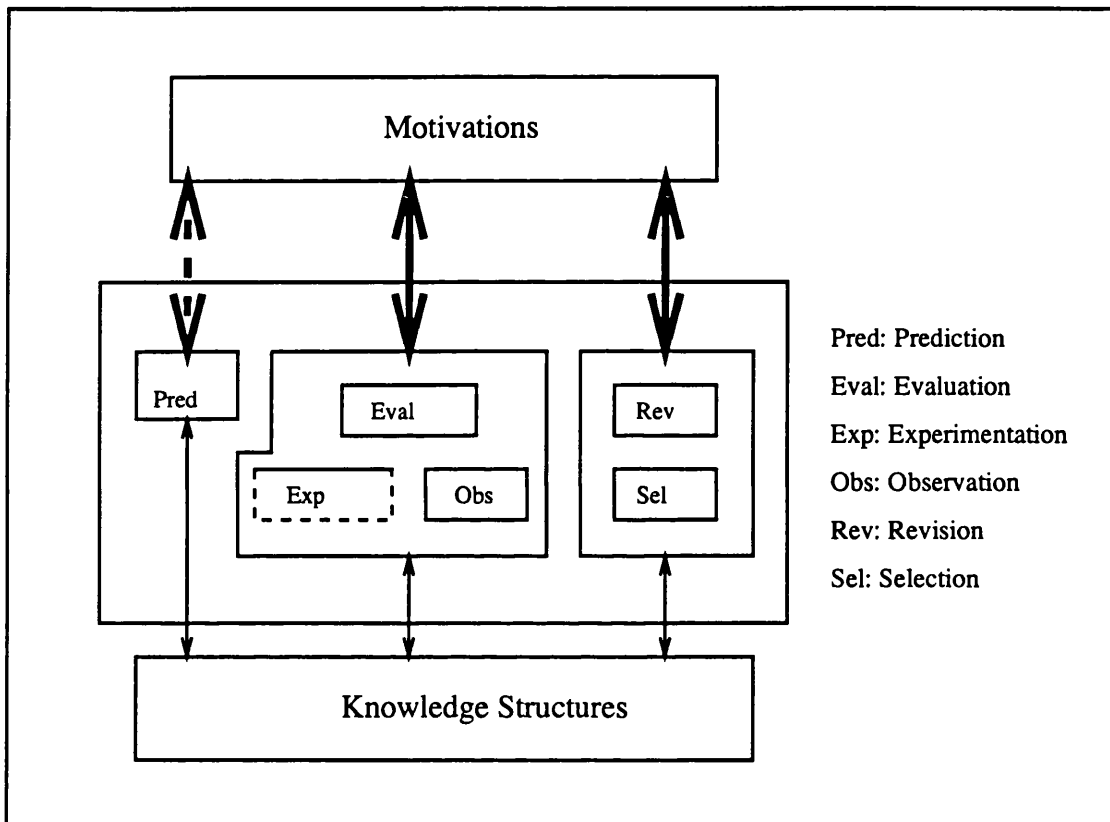 Motivations
Pred
Eval
Exp
Obs
Rev
Sel
Pred: Prediction
Eval: Evaluation
Exp: Experimentation
Obs: Observation
Rev: Revision
Sel: Selection
Knowledge Structures